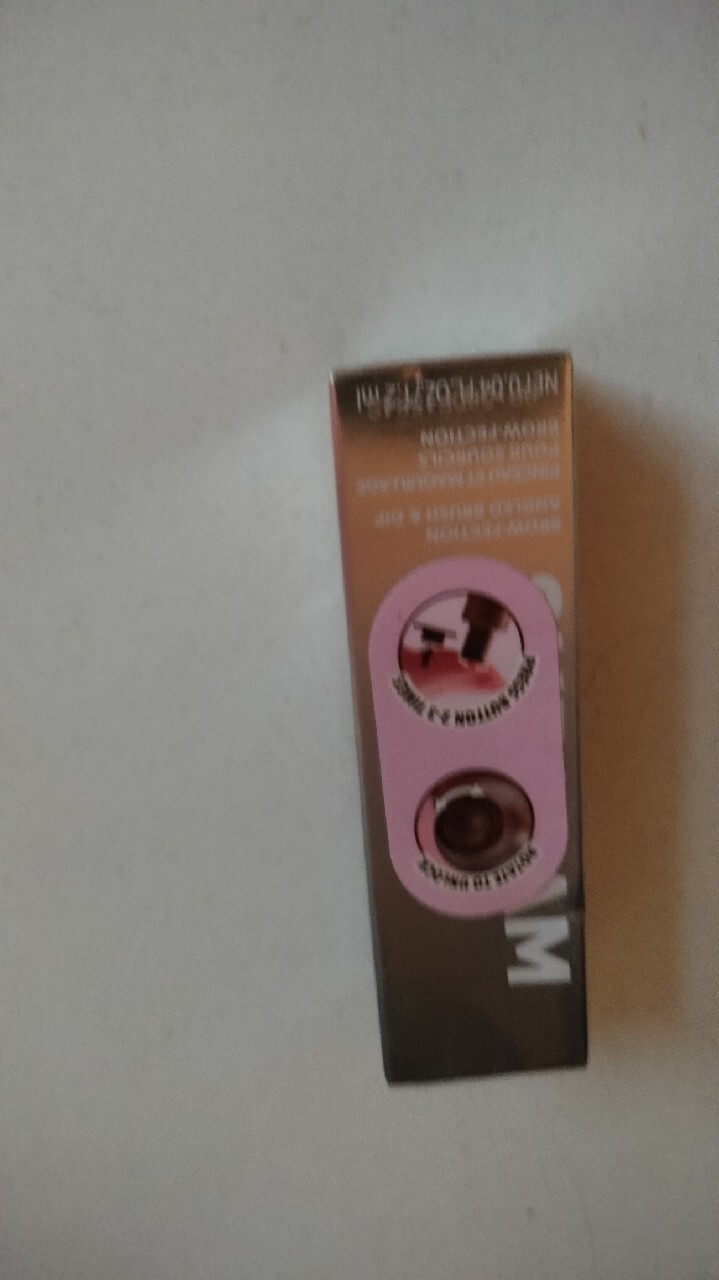 M
ROTATE TO UNLOCK
PRESS BUTTON 2-3 TIMES
BROW-FECTION
ANGLED BRUSH & DIP
PINCEAU ET MAQUILLAGE
POUR SOURCILS
BROW-FECTION
NET 0.04 FL.OZ./1.2 ml